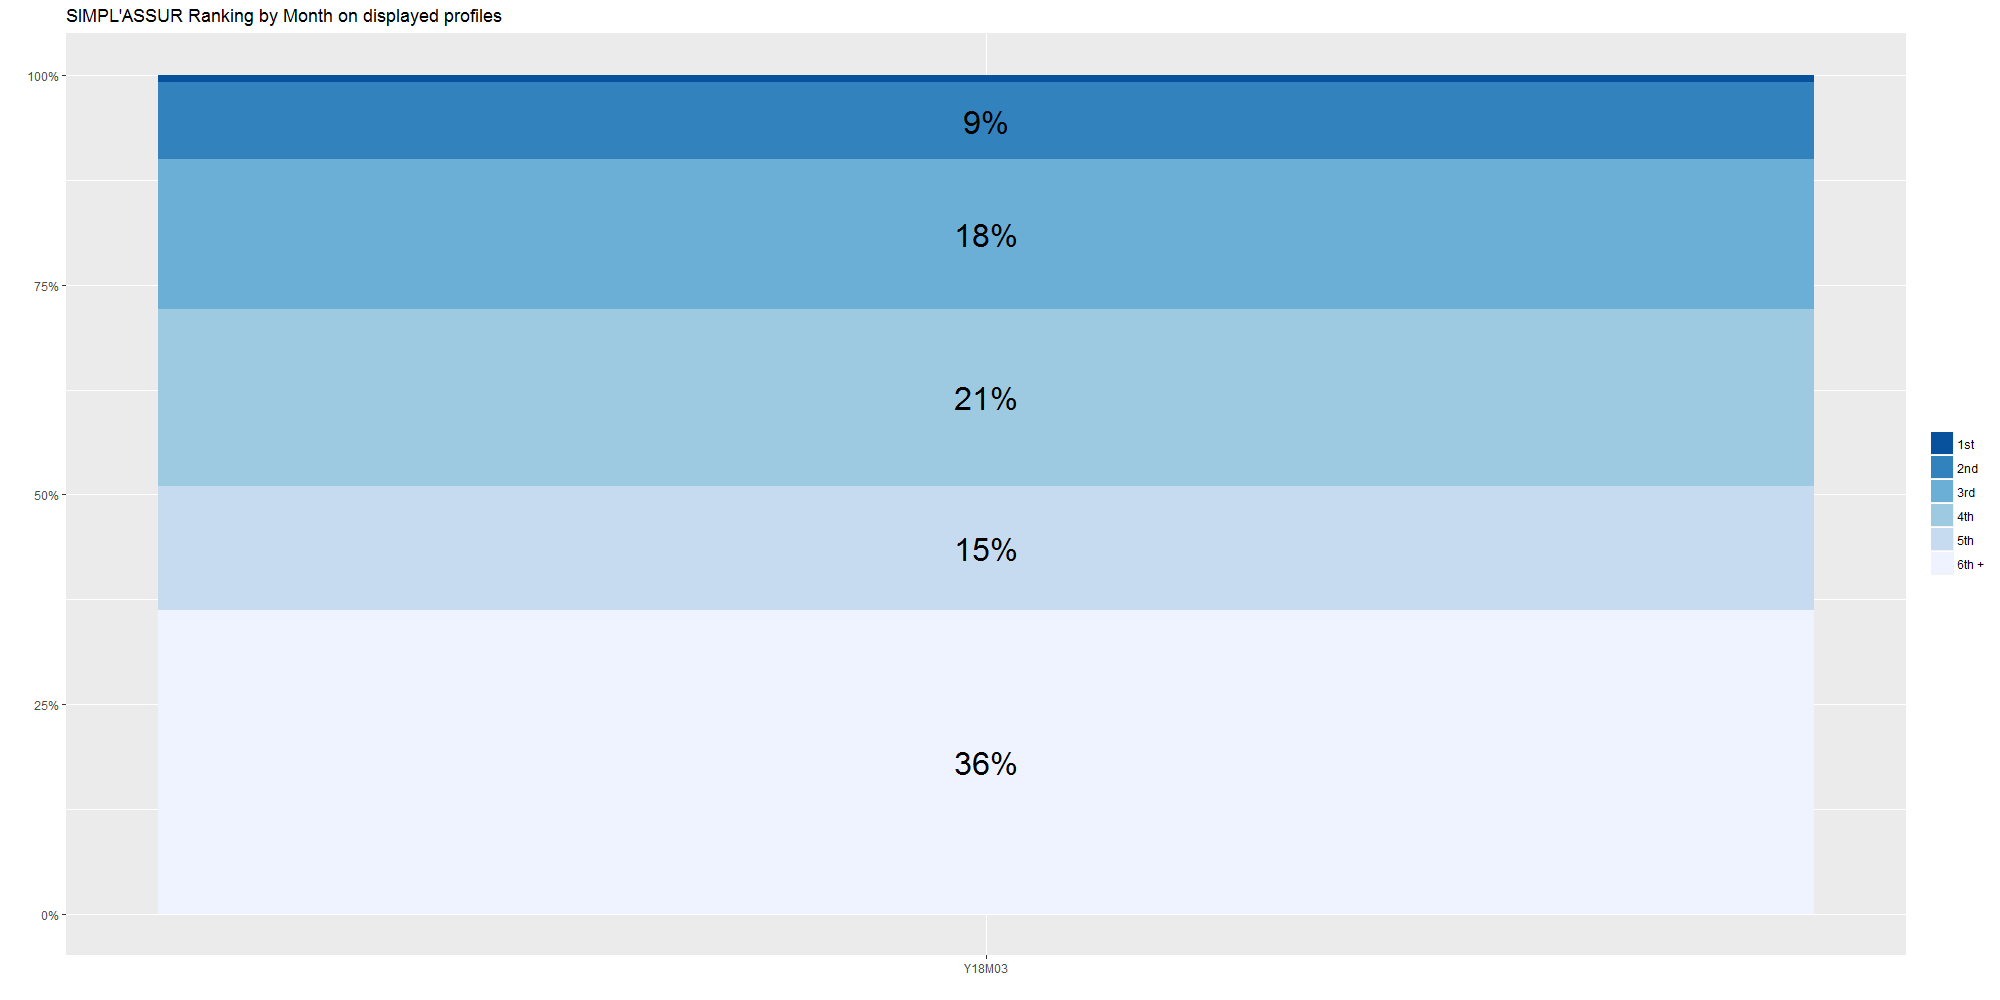 SIMPL'ASSUR Ranking by Month on displayed profiles
100%
75%
50%
25%
0%
9%
18%
21%
15%
36%
Y18M03
1st
2nd
3rd
4th
5th
6th +